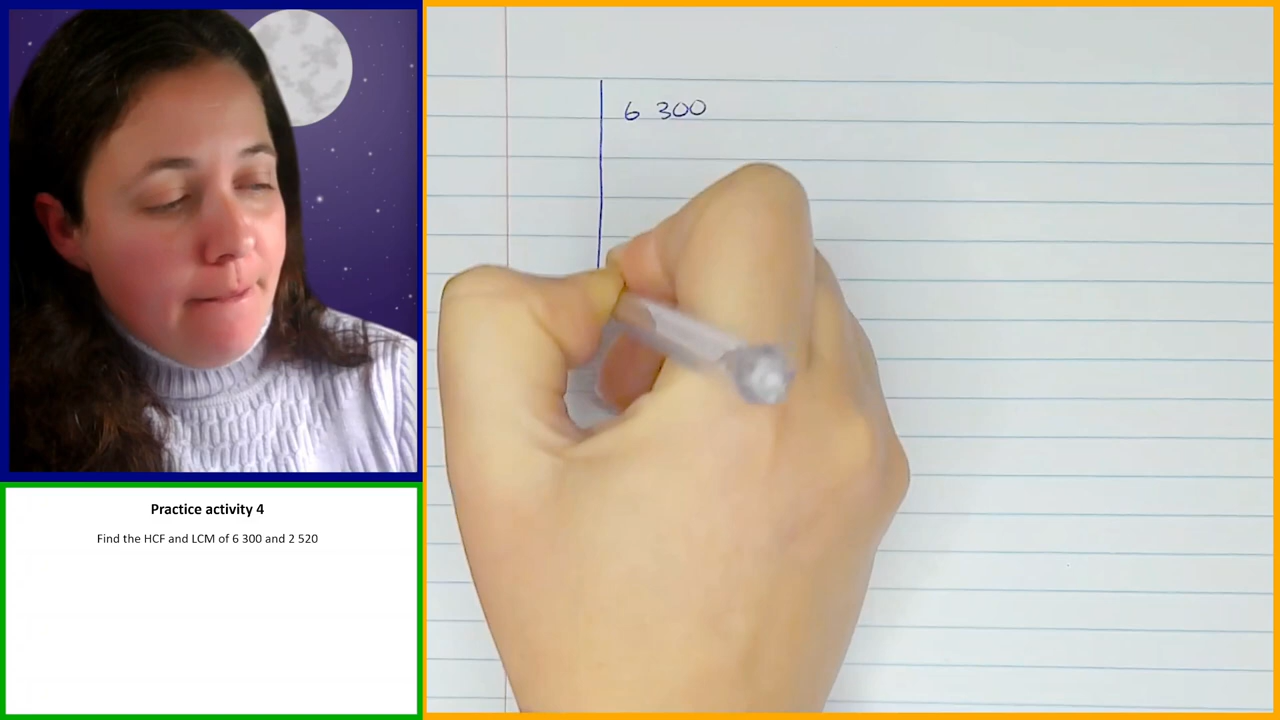 6 300
Practice activity 4
Find the HCF and LCM of 6 300 and 2 520